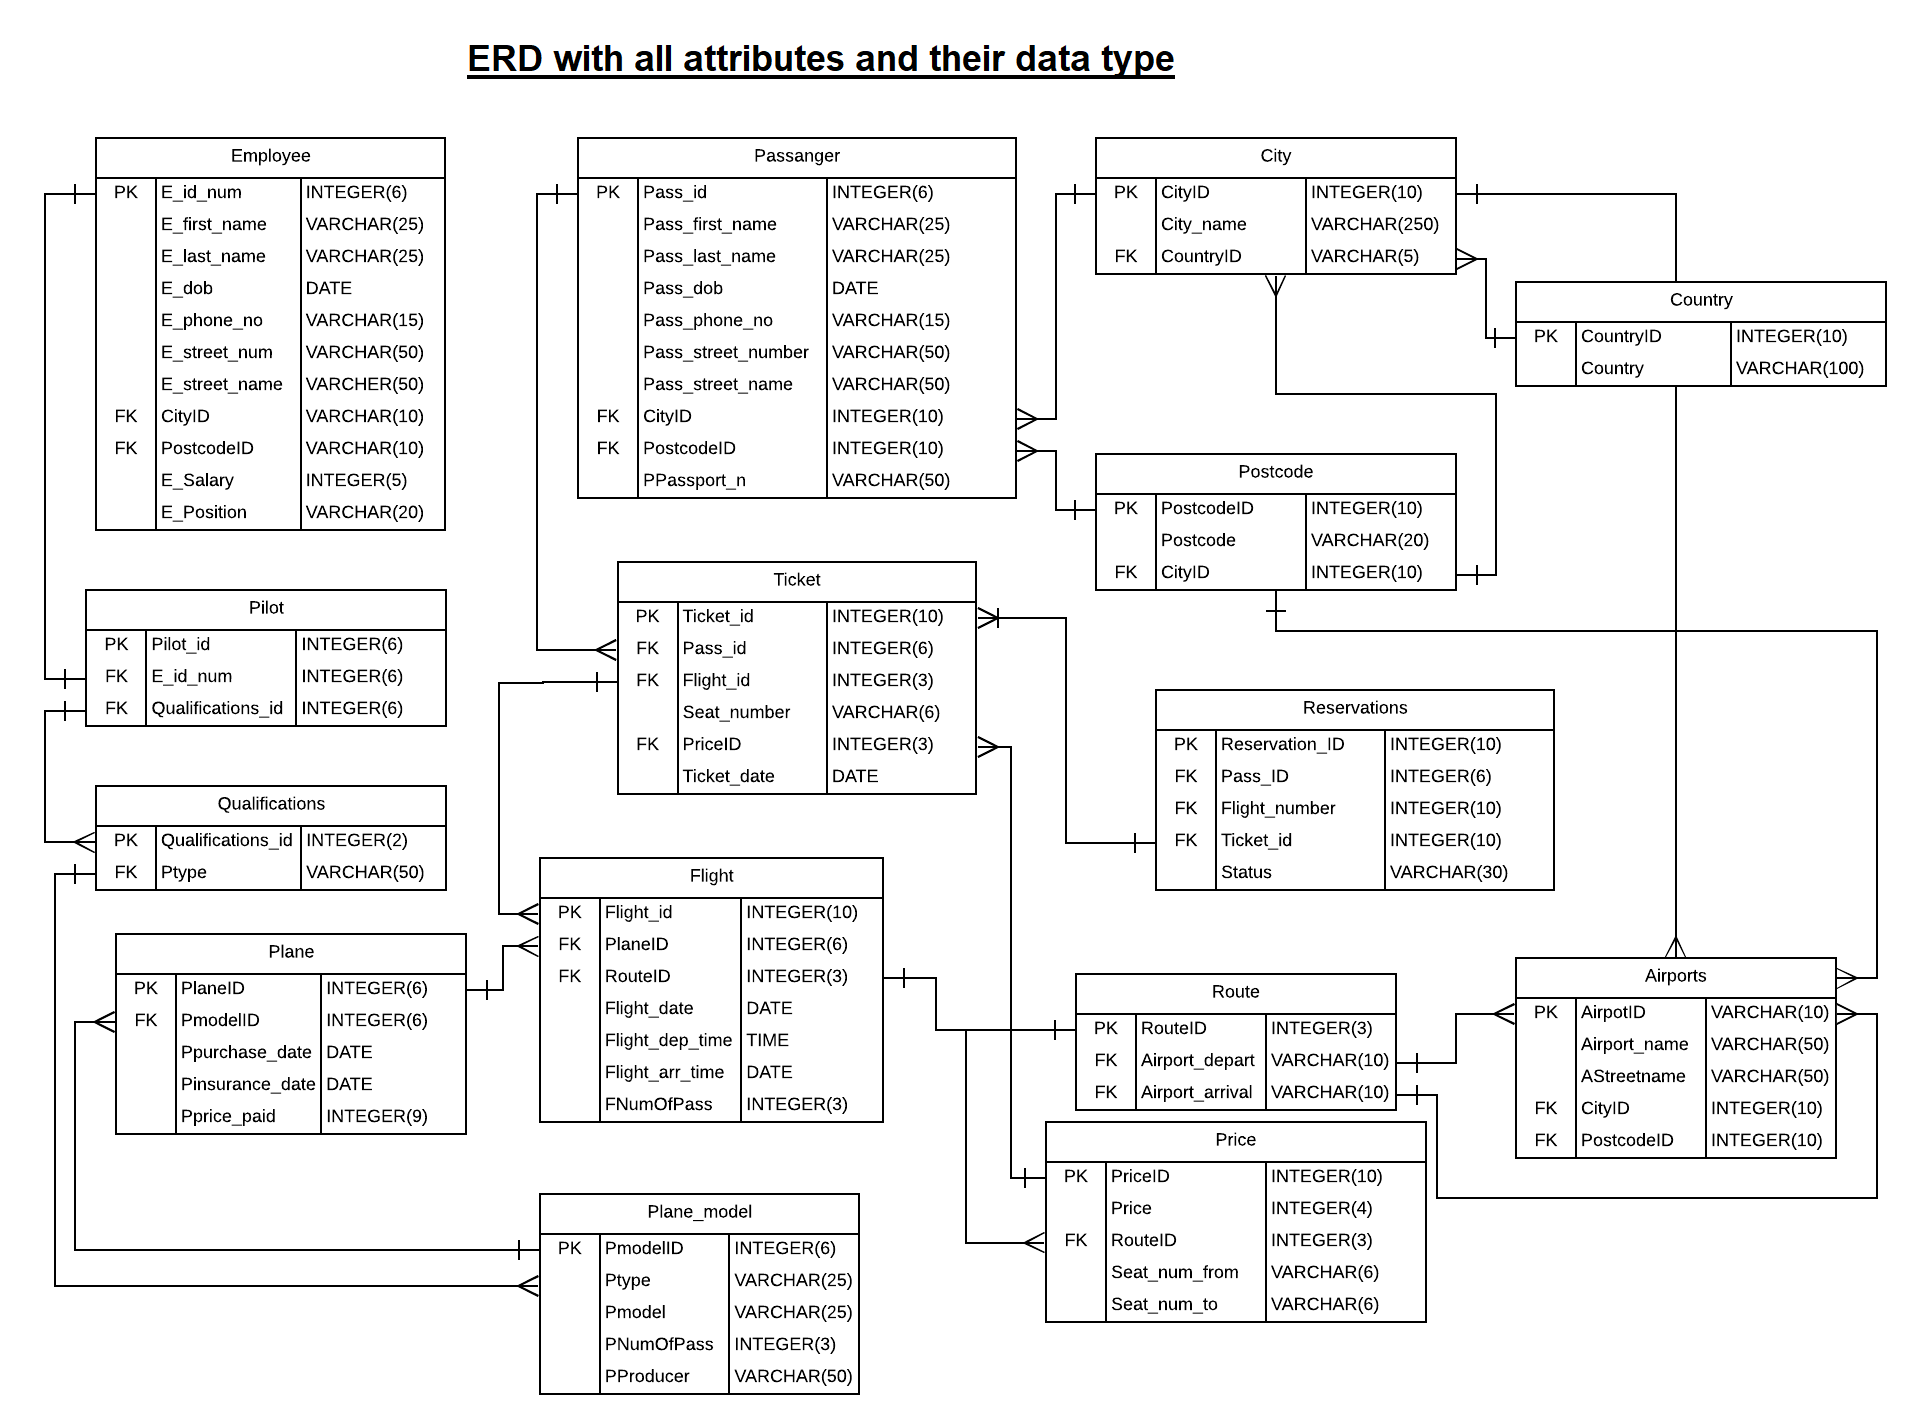 ERD with all attributes and their data type
Employee
PK E_id_num INTEGER(6)
E_first_name VARCHAR(25)
E_last_name VARCHAR(25)
E_dob DATE
E_phone_no VARCHAR(15)
E_street_num VARCHAR(50)
E_street_name VARCHER(50)
FK CityID VARCHAR(10)
FK PostcodeID VARCHAR(10)
E_Salary INTEGER(5)
E_Position VARCHAR(20)
Passanger
PK Pass_id INTEGER(6)
Pass_first_name VARCHAR(25)
Pass_last_name VARCHAR(25)
Pass_dob DATE
Pass_phone_no VARCHAR(15)
Pass_street_number VARCHAR(50)
Pass_street_name VARCHAR(50)
FK CityID INTEGER(10)
FK PostcodeID INTEGER(10)
PPassport_n VARCHAR(50)
City
PK CityID INTEGER(10)
City_name VARCHAR(250)
FK CountryID VARCHAR(5)
Country
PK CountryID INTEGER(10)
Country VARCHAR(100)
Postcode
PK PostcodeID INTEGER(10)
Postcode VARCHAR(20)
FK CityID INTEGER(10)
Pilot
PK Pilot_id INTEGER(6)
FK E_id_num INTEGER(6)
FK Qualifications_id INTEGER(6)
Ticket
PK Ticket_id INTEGER(10)
FK Pass_id INTEGER(6)
FK Flight_id INTEGER(3)
Seat_number VARCHAR(6)
FK PriceID INTEGER(3)
Ticket_date DATE
Reservations
PK Reservation_ID INTEGER(10)
FK Pass_ID INTEGER(6)
FK Flight_number INTEGER(10)
FK Ticket_id INTEGER(10)
Status VARCHAR(30)
Qualifications
PK Qualifications_id INTEGER(2)
FK Ptype VARCHAR(50)
Flight
PK Flight_id INTEGER(10)
FK PlaneID INTEGER(6)
FK RouteID INTEGER(3)
Flight_date DATE
Flight_dep_time TIME
Flight_arr_time DATE
FNumOfPass INTEGER(3)
Plane
PK PlaneID INTEGER(6)
FK PmodelID INTEGER(6)
Ppurchase_date DATE
Pinsurance_date DATE
Pprice_paid INTEGER(9)
Route
PK RouteID INTEGER(3)
FK Airport_depart VARCHAR(10)
FK Airport_arrival VARCHAR(10)
Airports
PK AirpotID VARCHAR(10)
Airport_name VARCHAR(50)
AStreetname VARCHAR(50)
FK CityID INTEGER(10)
FK PostcodeID INTEGER(10)
Price
PK PriceID INTEGER(10)
Price INTEGER(4)
FK RouteID INTEGER(3)
Seat_num_from VARCHAR(6)
Seat_num_to VARCHAR(6)
Plane_model
PK PmodelID INTEGER(6)
Ptype VARCHAR(25)
Pmodel VARCHAR(25)
PNumOfPass INTEGER(3)
PProducer VARCHAR(50)